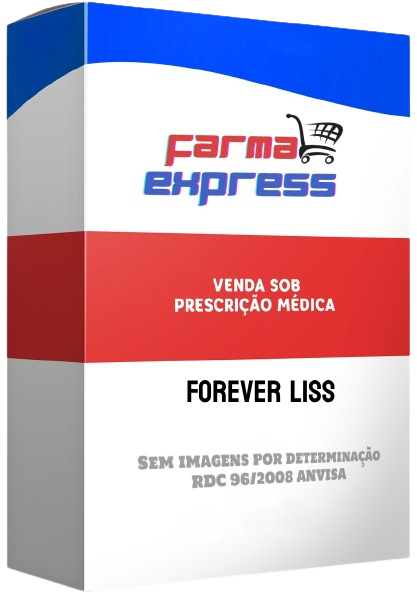 Farma
express
VENDA SOB
PRESCRIÇÃO MÉDICA
FOREVER LISS
SEM IMAGENS POR DETERMINAÇÃO
RDC 96/2008 ANVISA